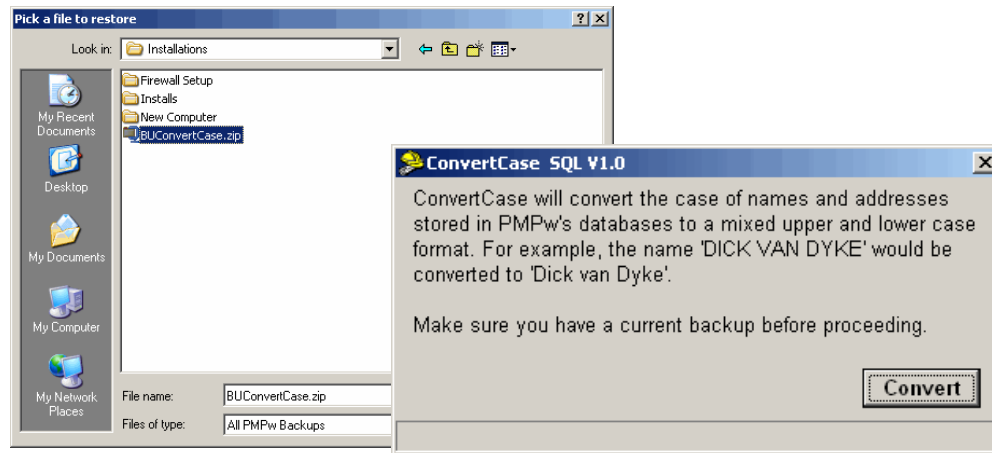 Pick a file to restore
Look in:
Installations
My Recent
Documents
Desktop
My Documents
My Computer
My Network
Places
Firewall Setup
Installs
New Computer
BUConvertCase.zip
File name:
BUConvertCase.zip
Files of type:
All PMPw Backups
ConvertCase SQL V1.0
ConvertCase will convert the case of names and addresses
stored in PMPw's databases to a mixed upper and lower case
format. For example, the name 'DICK VAN DYKE' would be
converted to 'Dick van Dyke'.
Make sure you have a current backup before proceeding.
Convert